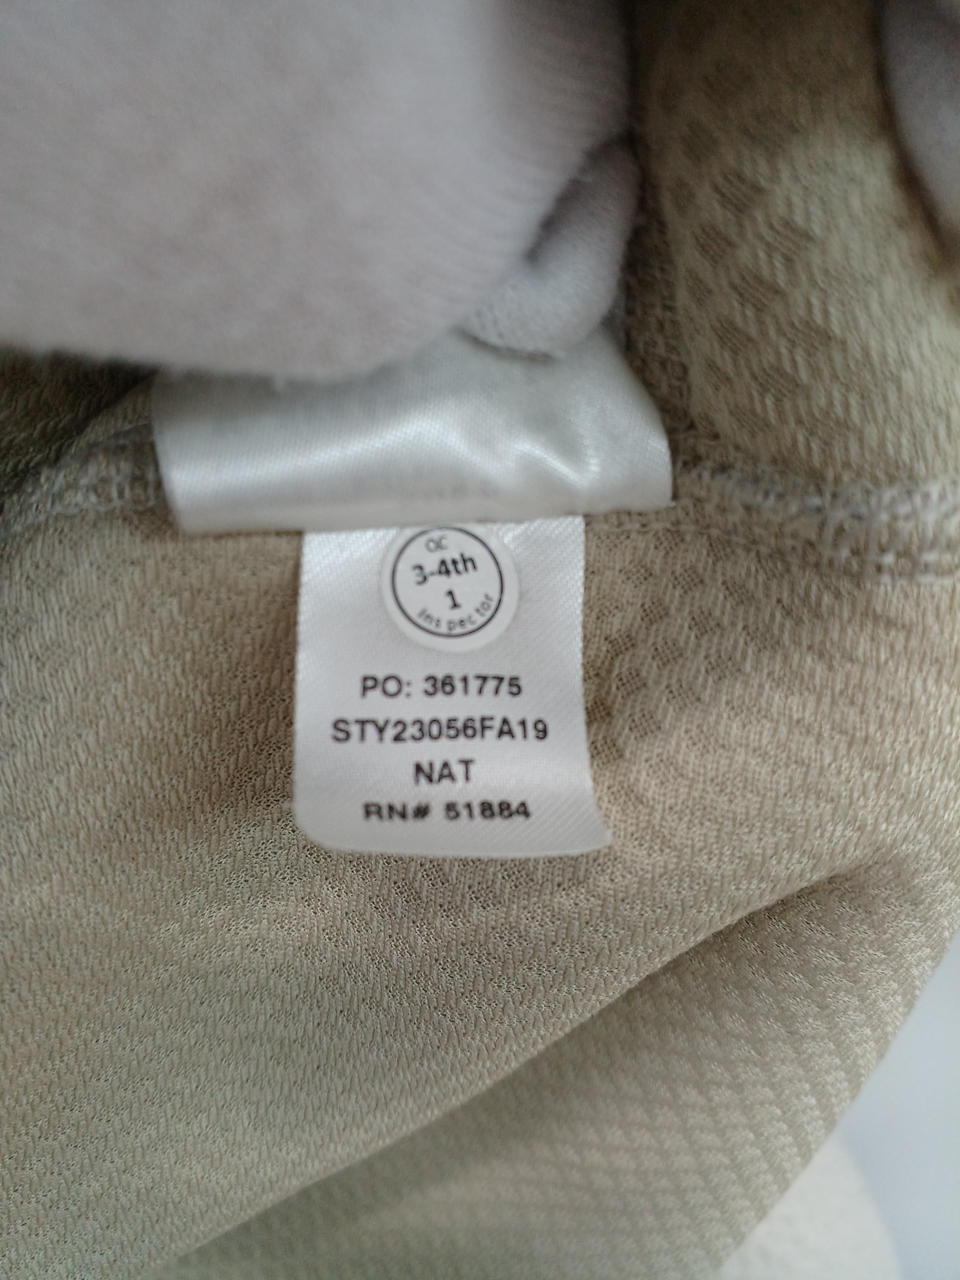 QC
3-4th
1
Inspector
PO: 361775
STY23056FA19
NAT
RN# 51884